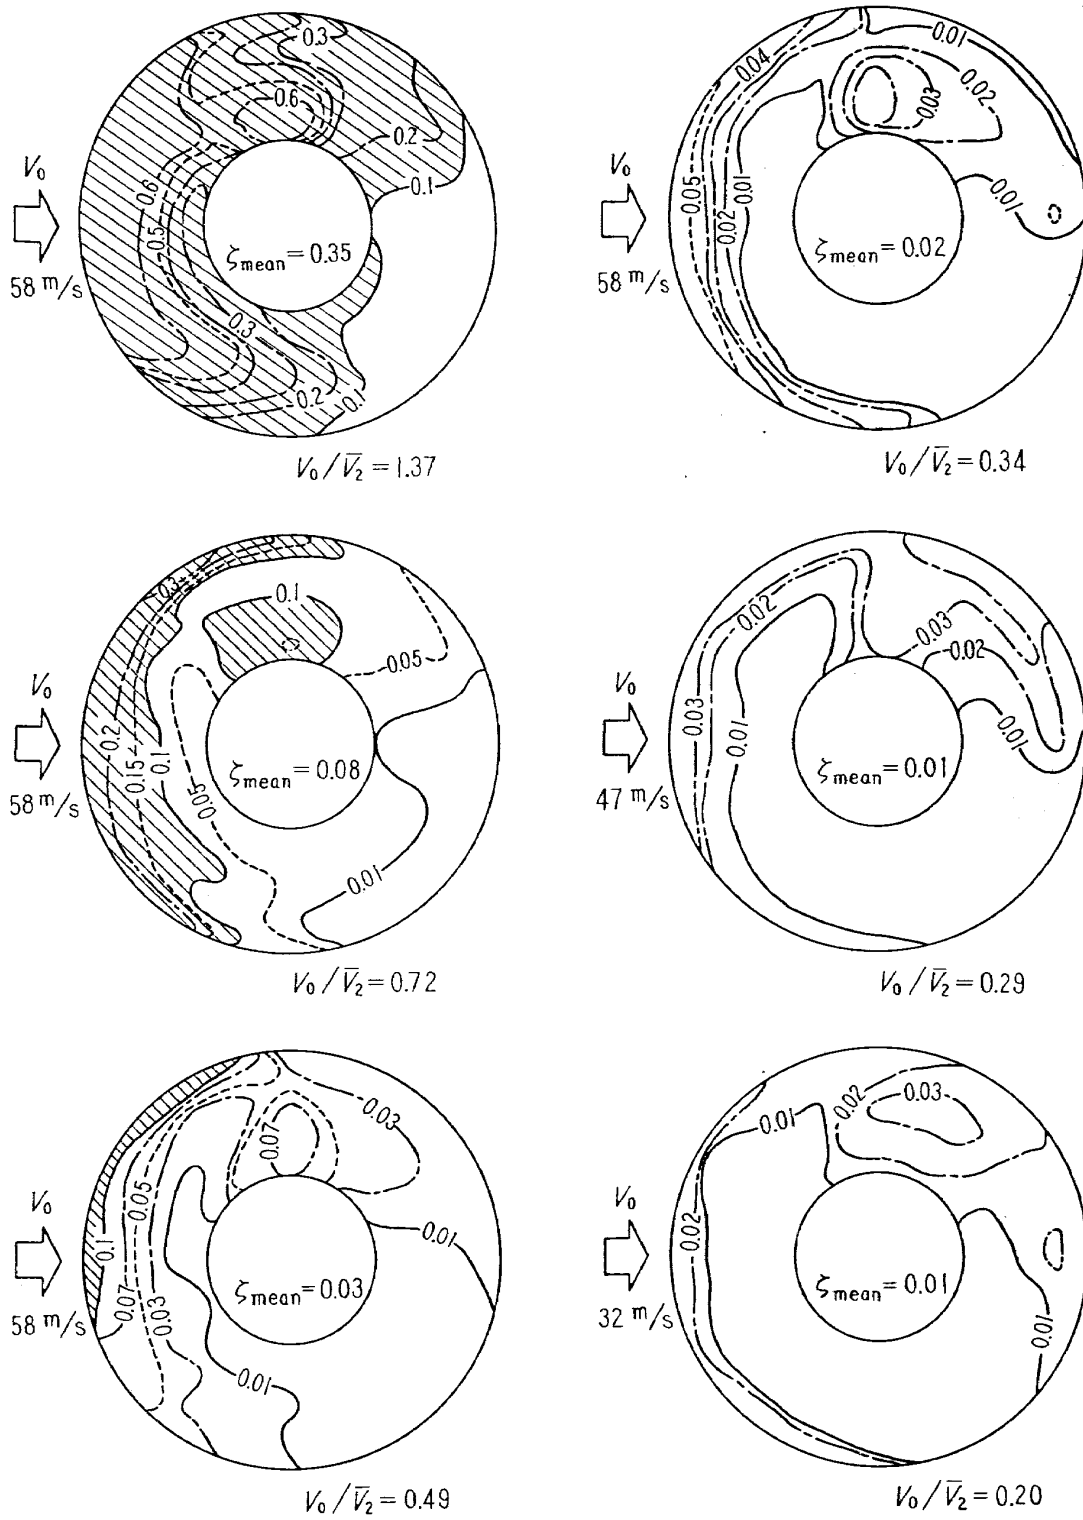 0.3
0.6
0.2
0.6
0.1
V₀
0.5
ζmean = 0.35
58 m/s
0.3
0.2
0.1
V₀/V̄₂ = 1.37
0.01
0.04
0.02
0.03
V₀
0.05
0.01
0.01
0.02
ζmean = 0.02
58 m/s
V₀/V̄₂ = 0.34
0.3
0.1
0.05
V₀
0.2
0.15
0.1
0.05
ζmean = 0.08
58 m/s
0.01
V₀/V̄₂ = 0.72
0.02
0.03
0.02
V₀
0.03
0.01
0.01
ζmean = 0.01
47 m/s
V₀/V̄₂ = 0.29
0.03
0.07
0.05
V₀
0.01
0.1
ζmean = 0.03
0.07
0.03
58 m/s
0.01
V₀/V̄₂ = 0.49
0.03
0.02
0.01
V₀
0.02
ζmean = 0.01
32 m/s
0.01
V₀/V̄₂ = 0.20